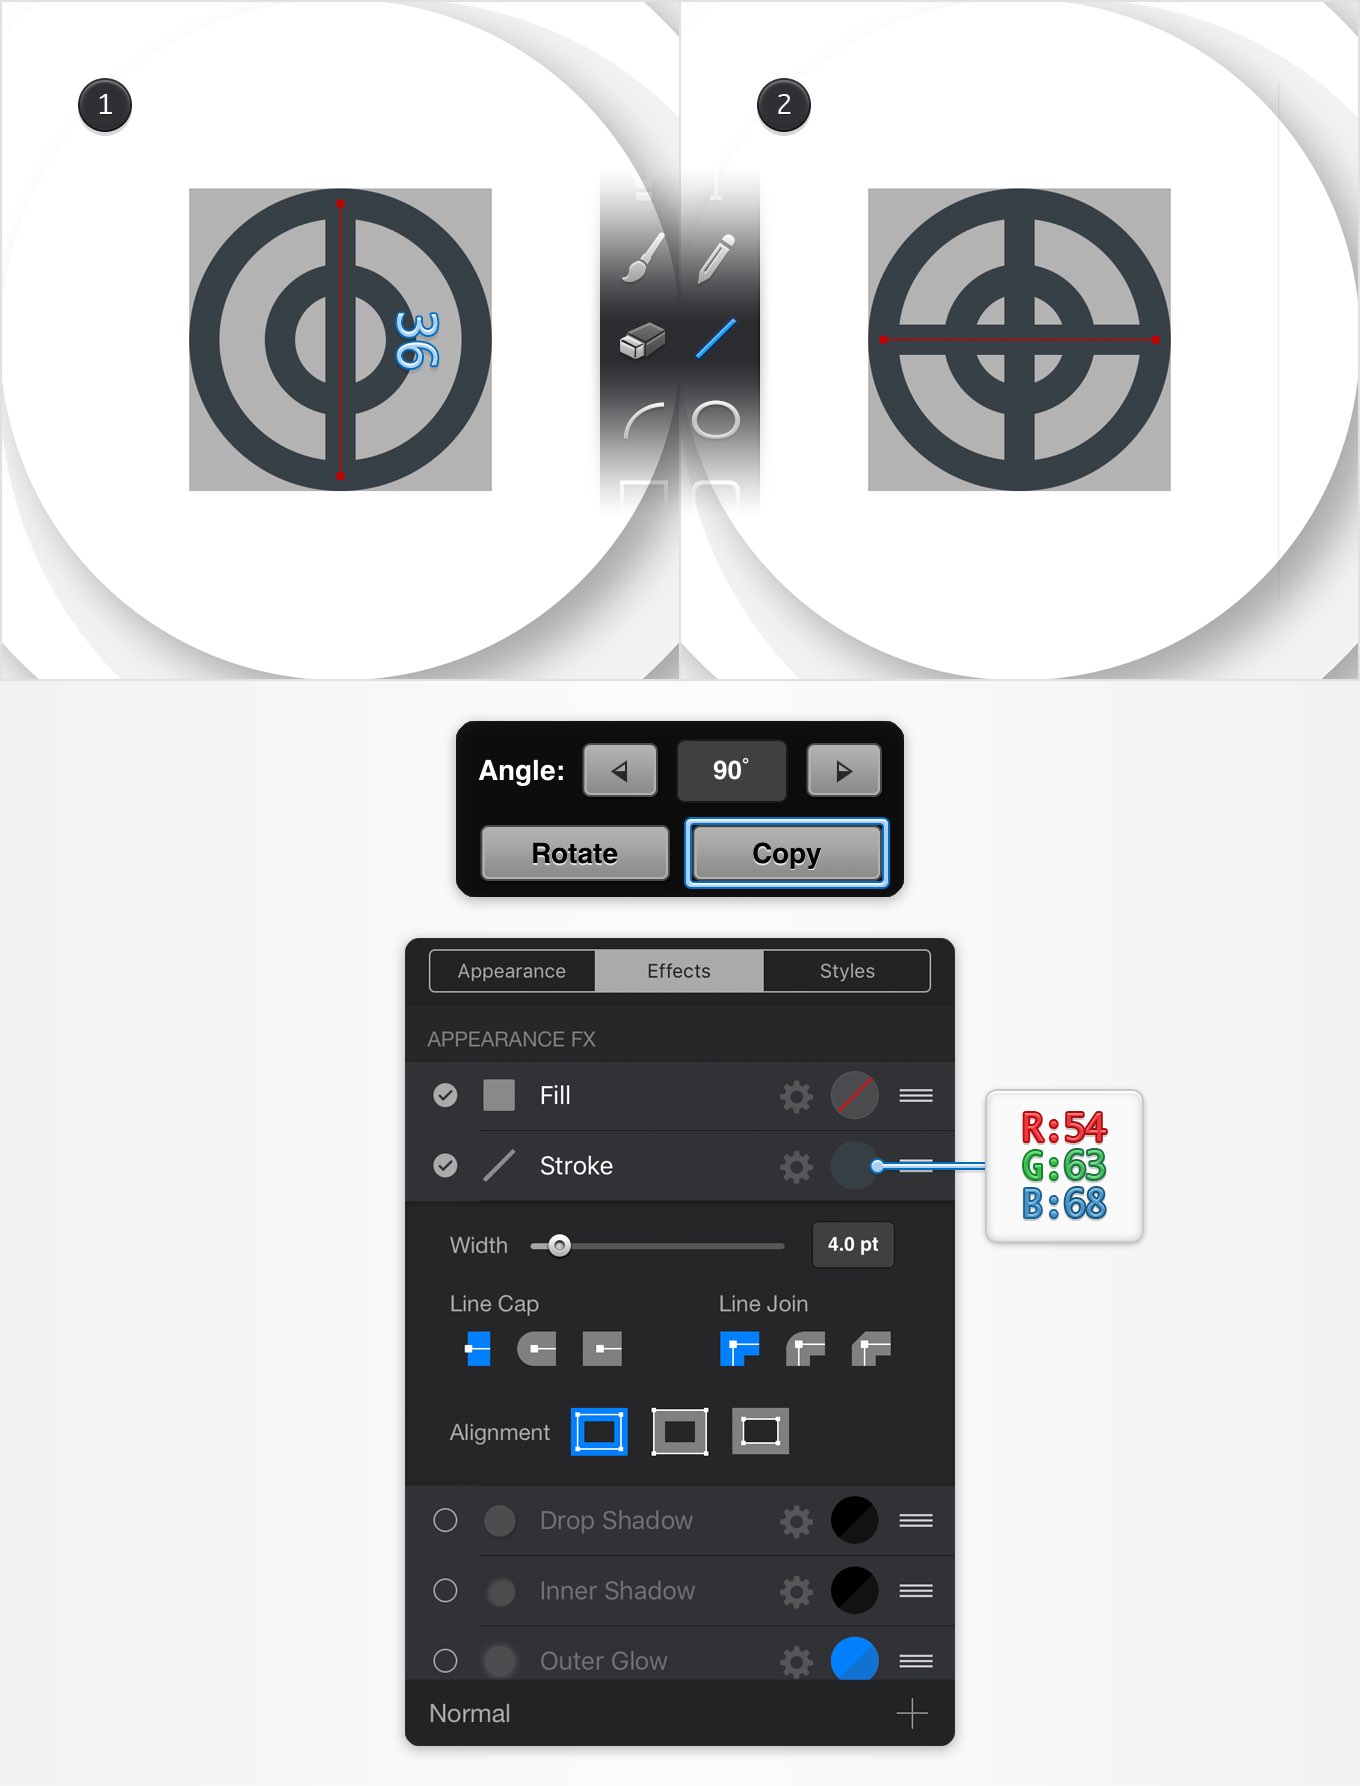 1
2
36
Angle:
90°
Rotate
Copy
Appearance
Effects
Styles
APPEARANCE FX
Fill
Stroke
R:54
G:63
B:68
Width
4.0 pt
Line Cap
Line Join
Alignment
Drop Shadow
Inner Shadow
Outer Glow
Normal